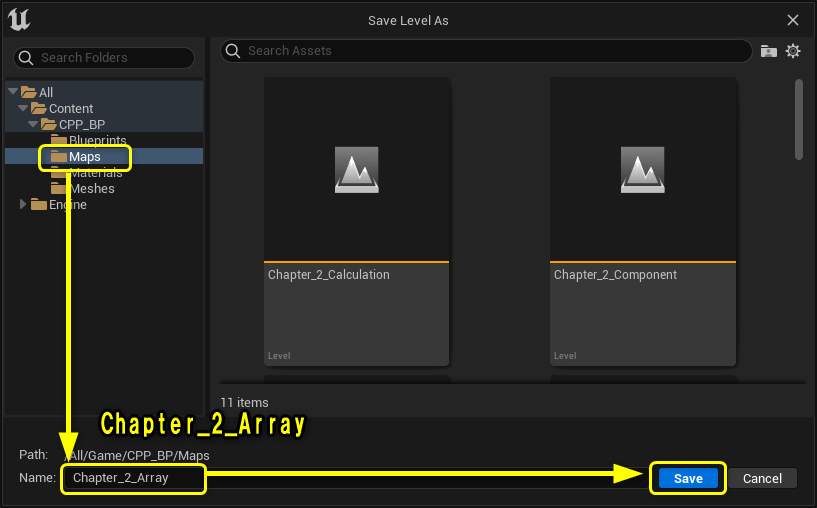 Save Level As
Search Folders
Search Assets
All
Content
CPP_BP
Blueprints
Maps
Materials
Meshes
Engine
Chapter_2_Calculation
Level
Chapter_2_Component
Level
11 items
Chapter_2_Array
Path: /All/Game/CPP_BP/Maps
Name: Chapter_2_Array
Save
Cancel